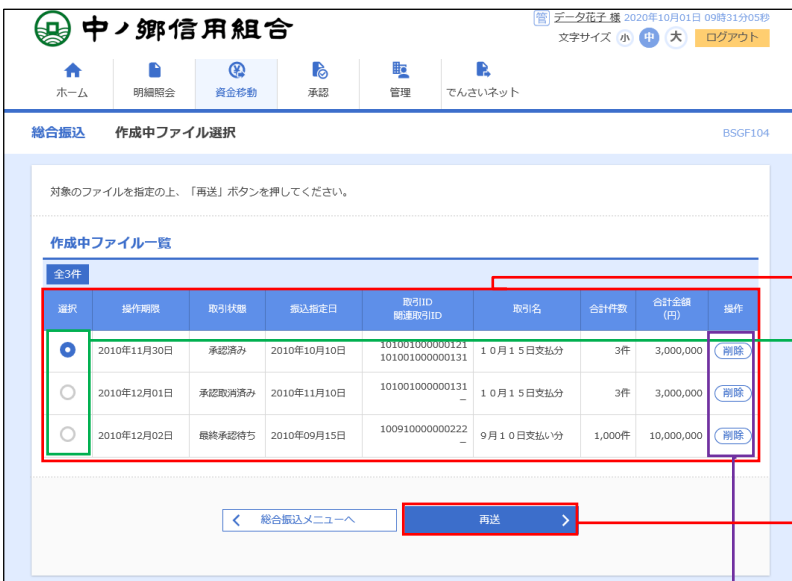 中ノ郷信用組合
管 データ花子 様 2020年10月01日 09時31分05秒
文字サイズ 小 中 大 ログアウト
ホーム 明細照会 資金移動 承認 管理 でんさいネット
総合振込 作成中ファイル選択 BSGF104
対象のファイルを指定の上、「再送」ボタンを押してください。
作成中ファイル一覧
全3件
選択 操作期限 取引状態 振込指定日 取引ID 取引名 合計件数 合計金額 操作
関連取引ID (円)
2010年11月30日 承認済み 2010年10月10日 101001000000121 10月15日支払分 3件 3,000,000 削除
101001000000131
2010年12月01日 承認取消済み 2010年11月10日 101001000000131 10月15日支払分 3件 3,000,000 削除
–
2010年12月02日 最終承認待ち 2010年09月15日 100910000000222 9月10日支払い分 1,000件 10,000,000 削除
–
総合振込メニューへ 再送